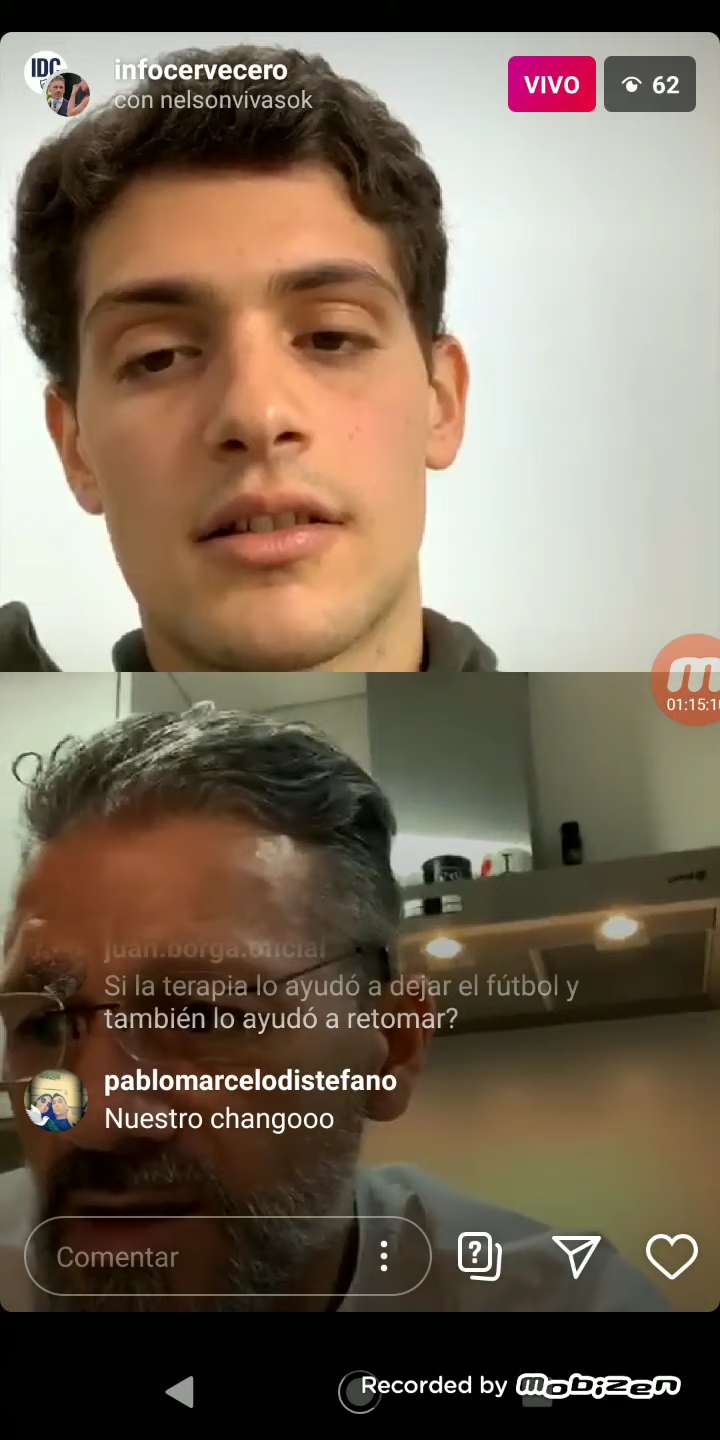 IDG
infocervecero
con nelsonvivasok
VIVO
62
01:15:1
juan.borga.oficial
Si la terapia lo ayudó a dejar el fútbol y
también lo ayudó a retomar?
pablomarcelodistefano
Nuestro changooo
Comentar
Recorded by mobizen